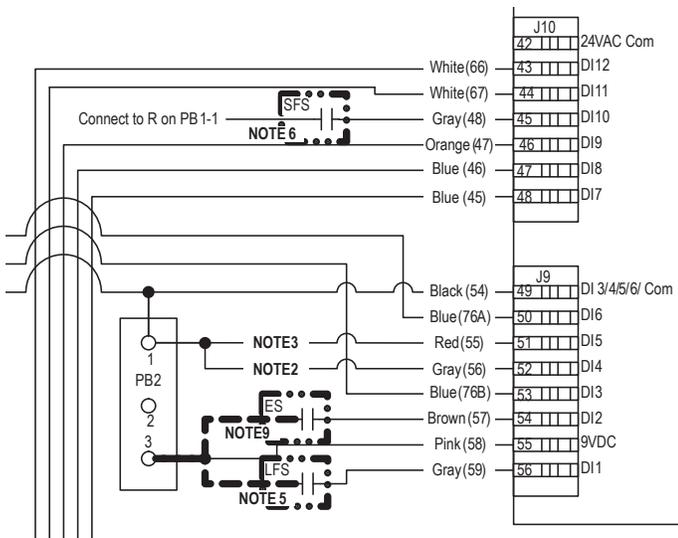 J10
42 24VAC Com
White (66) 43 DI12
White (67) 44 DI11
SFS
Connect to R on PB1-1 Gray (48) 45 DI10
NOTE 6
Orange (47) 46 DI9
Blue (46) 47 DI8
Blue (45) 48 DI7
J9
Black (54) 49 DI 3/4/5/6/ Com
Blue (76A) 50 DI6
1 NOTE3 Red (55) 51 DI5
NOTE2 Gray (56) 52 DI4
PB2
Blue (76B) 53 DI3
2 ES Brown (57) 54 DI2
NOTE9
3 Pink (58) 55 9VDC
LFS Gray (59) 56 DI1
NOTE 5